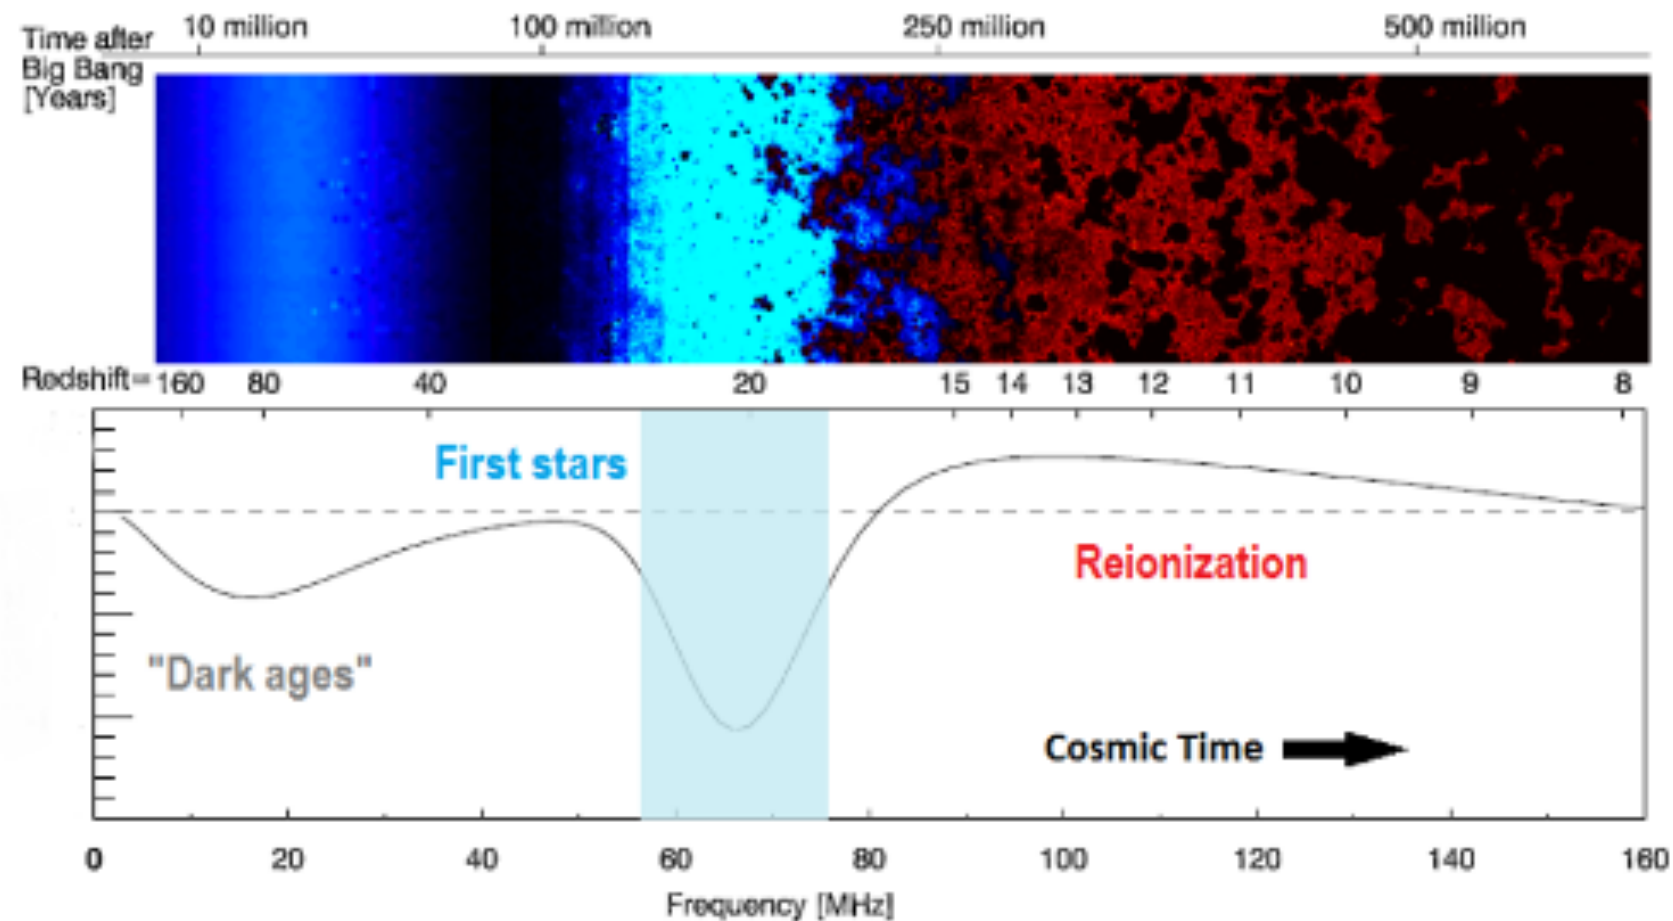 10 million 100 million 250 million 500 million
Time after
Big Bang
[Years]
Redshift= 160 80 40 20 15 14 13 12 11 10 9 8
First stars
Reionization
"Dark ages"
Cosmic Time
0 20 40 60 80 100 120 140 160
Frequency [MHz]